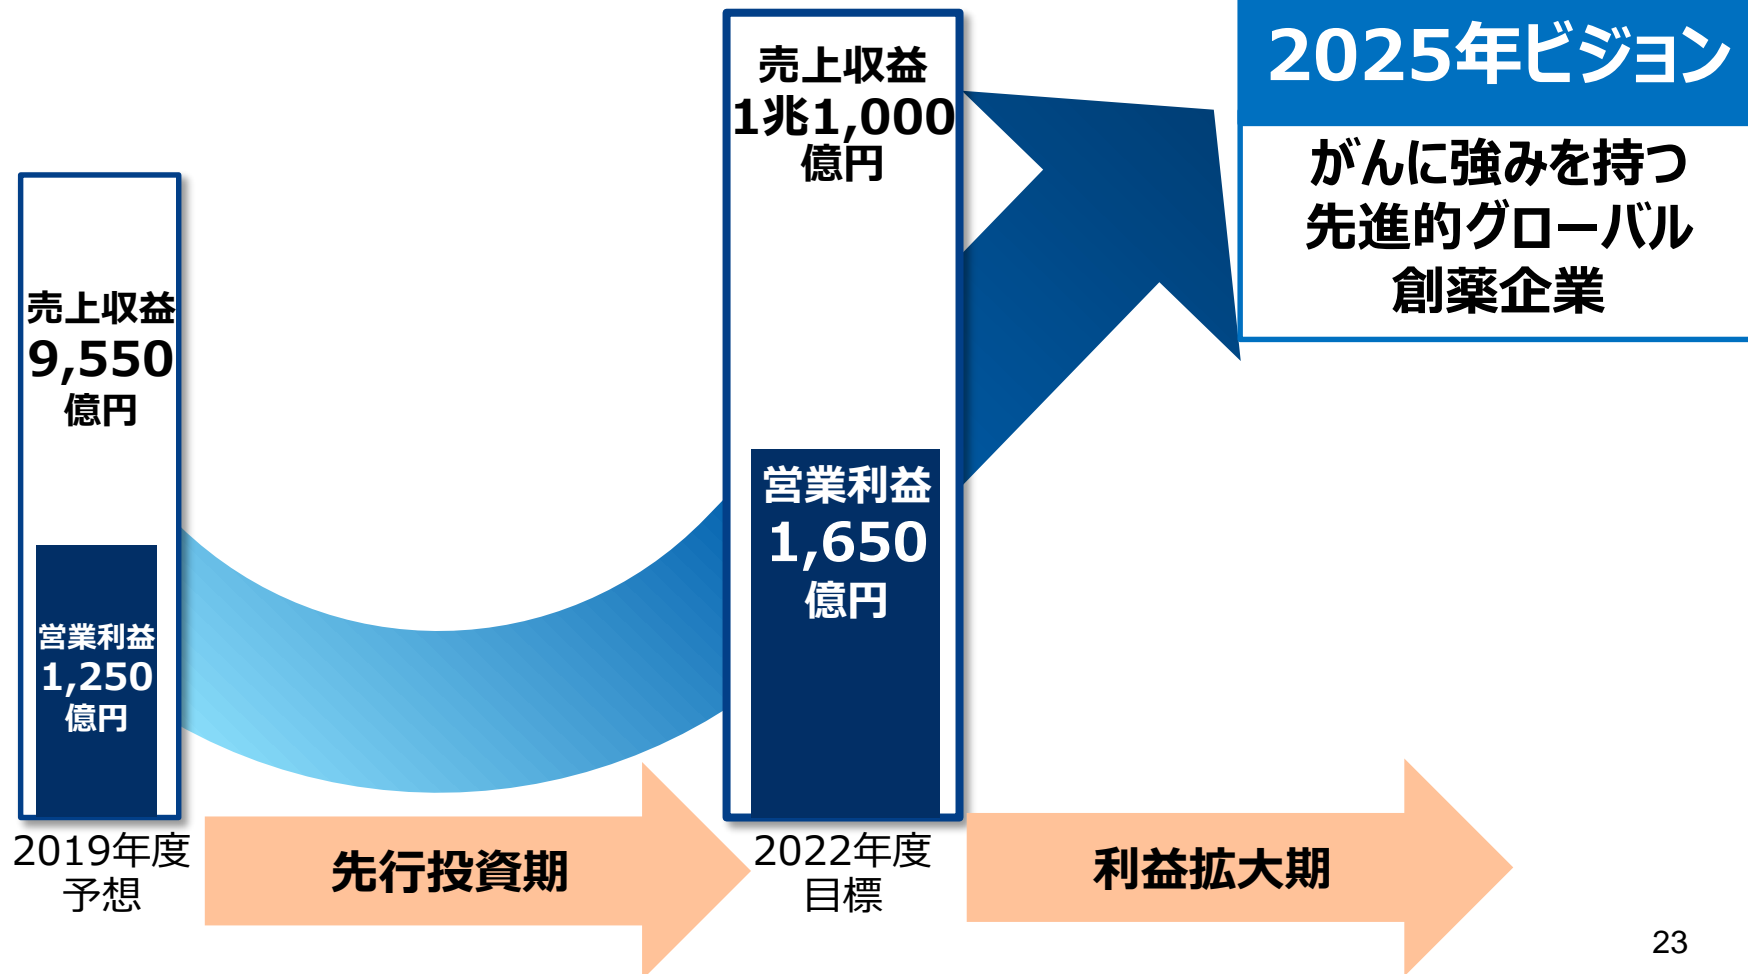 売上収益
9,550
億円
営業利益
1,250
億円
2019年度
予想
先行投資期
売上収益
1兆1,000
億円
営業利益
1,650
億円
2022年度
目標
利益拡大期
2025年ビジョン
がんに強みを持つ
先進的グローバル
創薬企業
23